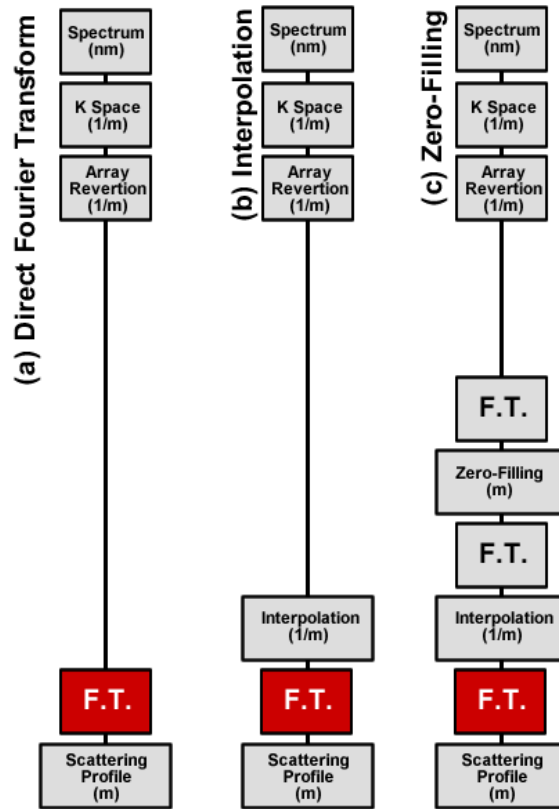 (a) Direct Fourier Transform
Spectrum
(nm)
K Space
(1/m)
Array
Revertion
(1/m)
F.T.
Scattering
Profile
(m)
(b) Interpolation
Spectrum
(nm)
K Space
(1/m)
Array
Revertion
(1/m)
Interpolation
(1/m)
F.T.
Scattering
Profile
(m)
(c) Zero-Filling
Spectrum
(nm)
K Space
(1/m)
Array
Revertion
(1/m)
F.T.
Zero-Filling
(m)
F.T.
Interpolation
(1/m)
F.T.
Scattering
Profile
(m)